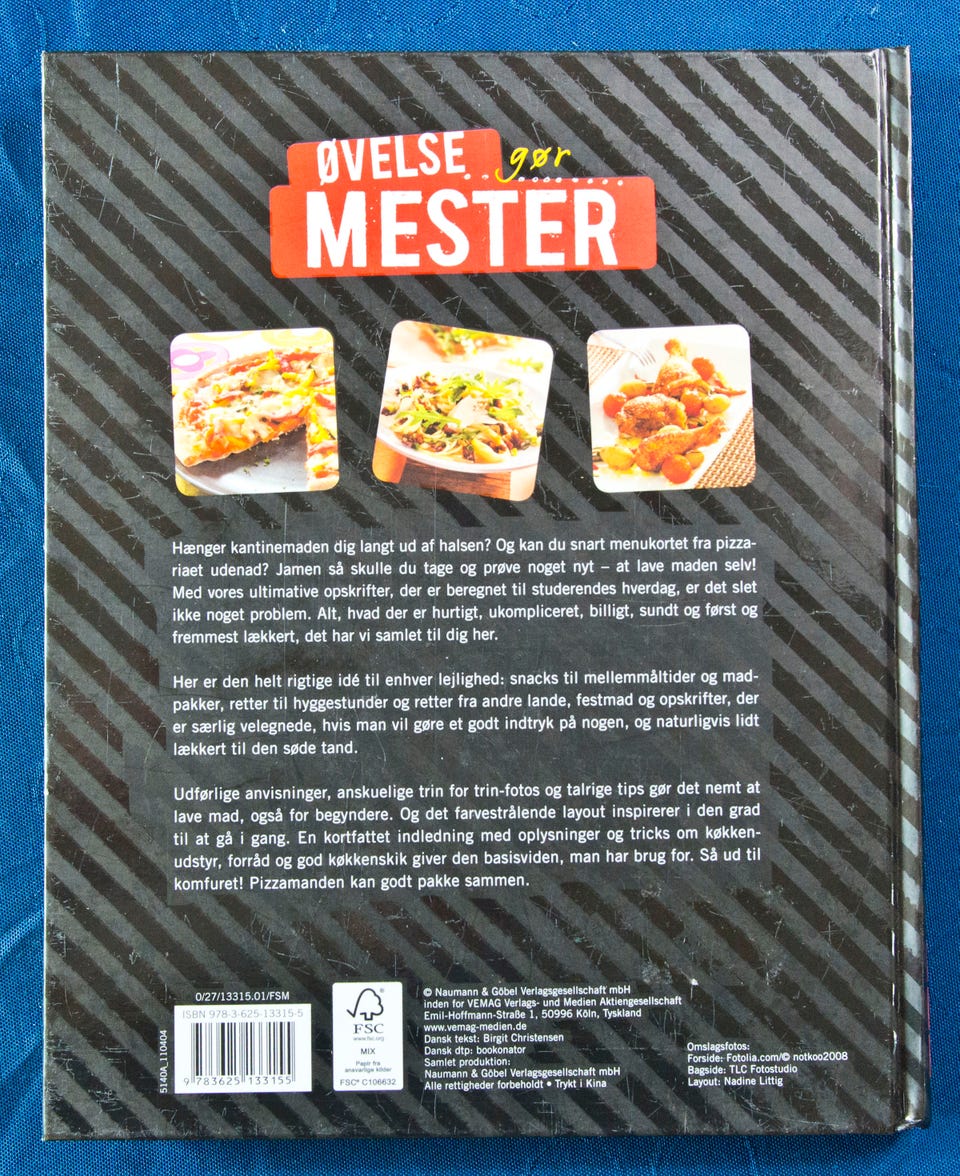 ØVELSE gør
MESTER
Hænger kantinemaden dig langt ud af halsen? Og kan du snart menukortet fra pizza-
riaet udenad? Jamen så skulle du tage og prøve noget nyt – at lave maden selv!
Med vores ultimative opskrifter, der er beregnet til studerendes hverdag, er det slet
ikke noget problem. Alt, hvad der er hurtigt, ukompliceret, billigt, sundt og først og
fremmest lækkert, det har vi samlet til dig her.
Her er den helt rigtige idé til enhver lejlighed: snacks til mellemmåltider og mad-
pakker, retter til hyggestunder og retter fra andre lande, festmad og opskrifter, der
er særlig velegnede, hvis man vil gøre et godt indtryk på nogen, og naturligvis lidt
lækkert til den søde tand.
Udførlige anvisninger, anskuelige trin for trin-fotos og talrige tips gør det nemt at
lave mad, også for begyndere. Og det farvestrålende layout inspirerer i den grad
til at gå i gang. En kortfattet indledning med oplysninger og tricks om køkken-
udstyr, forråd og god køkkenskik giver den basisviden, man har brug for. Så ud til
komfuret! Pizzamanden kan godt pakke sammen.
5140A_110404
0/27/13315.01/FSM
ISBN 978-3-625-13315-5
9 783625 133155
FSC
www.fsc.org
MIX
Papir fra
ansvarlige kilder
FSC® C106632
© Naumann & Göbel Verlagsgesellschaft mbH
inden for VEMAG Verlags- und Medien Aktiengesellschaft
Emil-Hoffmann-Straße 1, 50996 Köln, Tyskland
www.vemag-medien.de
Dansk tekst: Birgit Christensen
Dansk dtp: bookonator
Samlet produktion:
Naumann & Göbel Verlagsgesellschaft mbH
Alle rettigheder forbeholdt • Trykt i Kina
Omslagsfotos:
Forside: Fotolia.com/© notkoo2008
Bagside: TLC Fotostudio
Layout: Nadine Littig